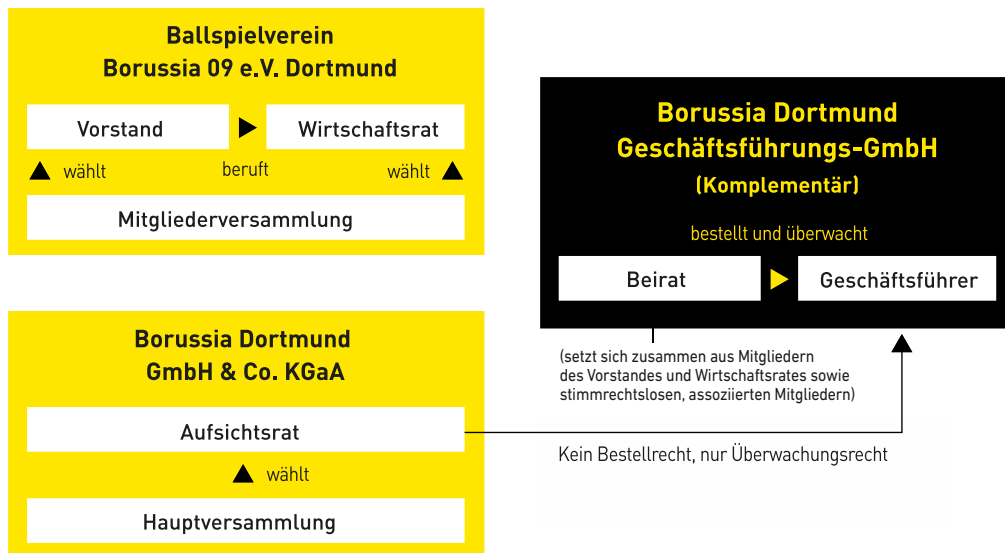 Ballspielverein
Borussia 09 e.V. Dortmund
Vorstand
Wirtschaftsrat
wählt
beruft
wählt
Mitgliederversammlung
Borussia Dortmund
Geschäftsführungs-GmbH
(Komplementär)
bestellt und überwacht
Beirat
Geschäftsführer
(setzt sich zusammen aus Mitgliedern
des Vorstandes und Wirtschaftsrates sowie
stimmrechtslosen, assoziierten Mitgliedern)
Borussia Dortmund
GmbH & Co. KGaA
Aufsichtsrat
Kein Bestellrecht, nur Überwachungsrecht
wählt
Hauptversammlung